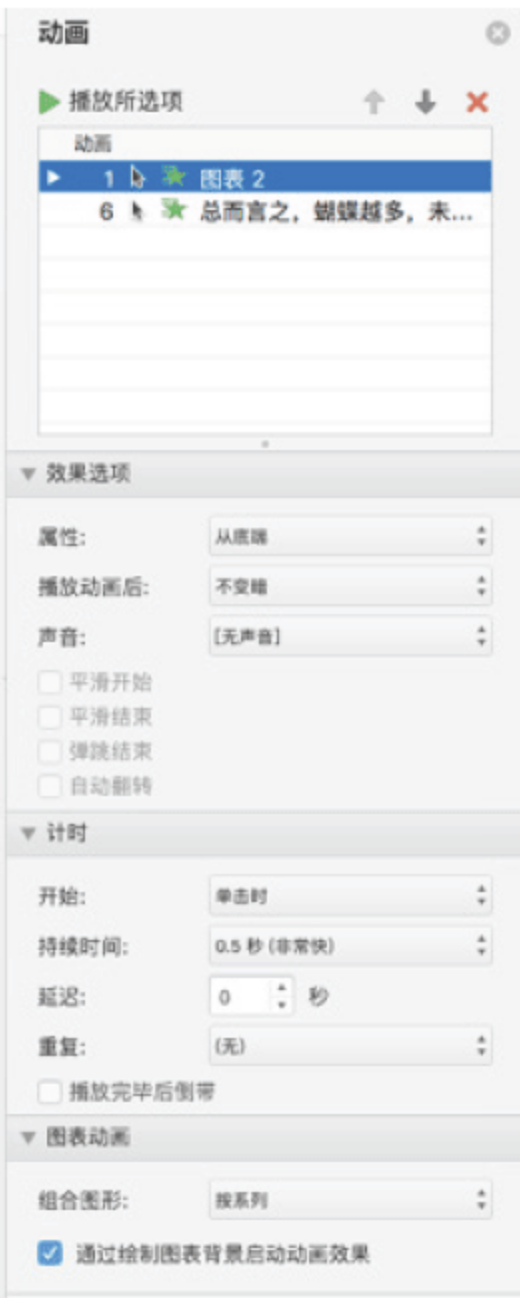 动画
播放所选项
动画
1 图表 2
6 总而言之，蝴蝶越多，未...
效果选项
属性: 从底端
播放动画后: 不变暗
声音: [无声音]
平滑开始
平滑结束
弹跳结束
自动翻转
计时
开始: 单击时
持续时间: 0.5 秒 (非常快)
延迟: 0 秒
重复: (无)
播放完毕后倒带
图表动画
组合图形: 按系列
通过绘制图表背景启动动画效果